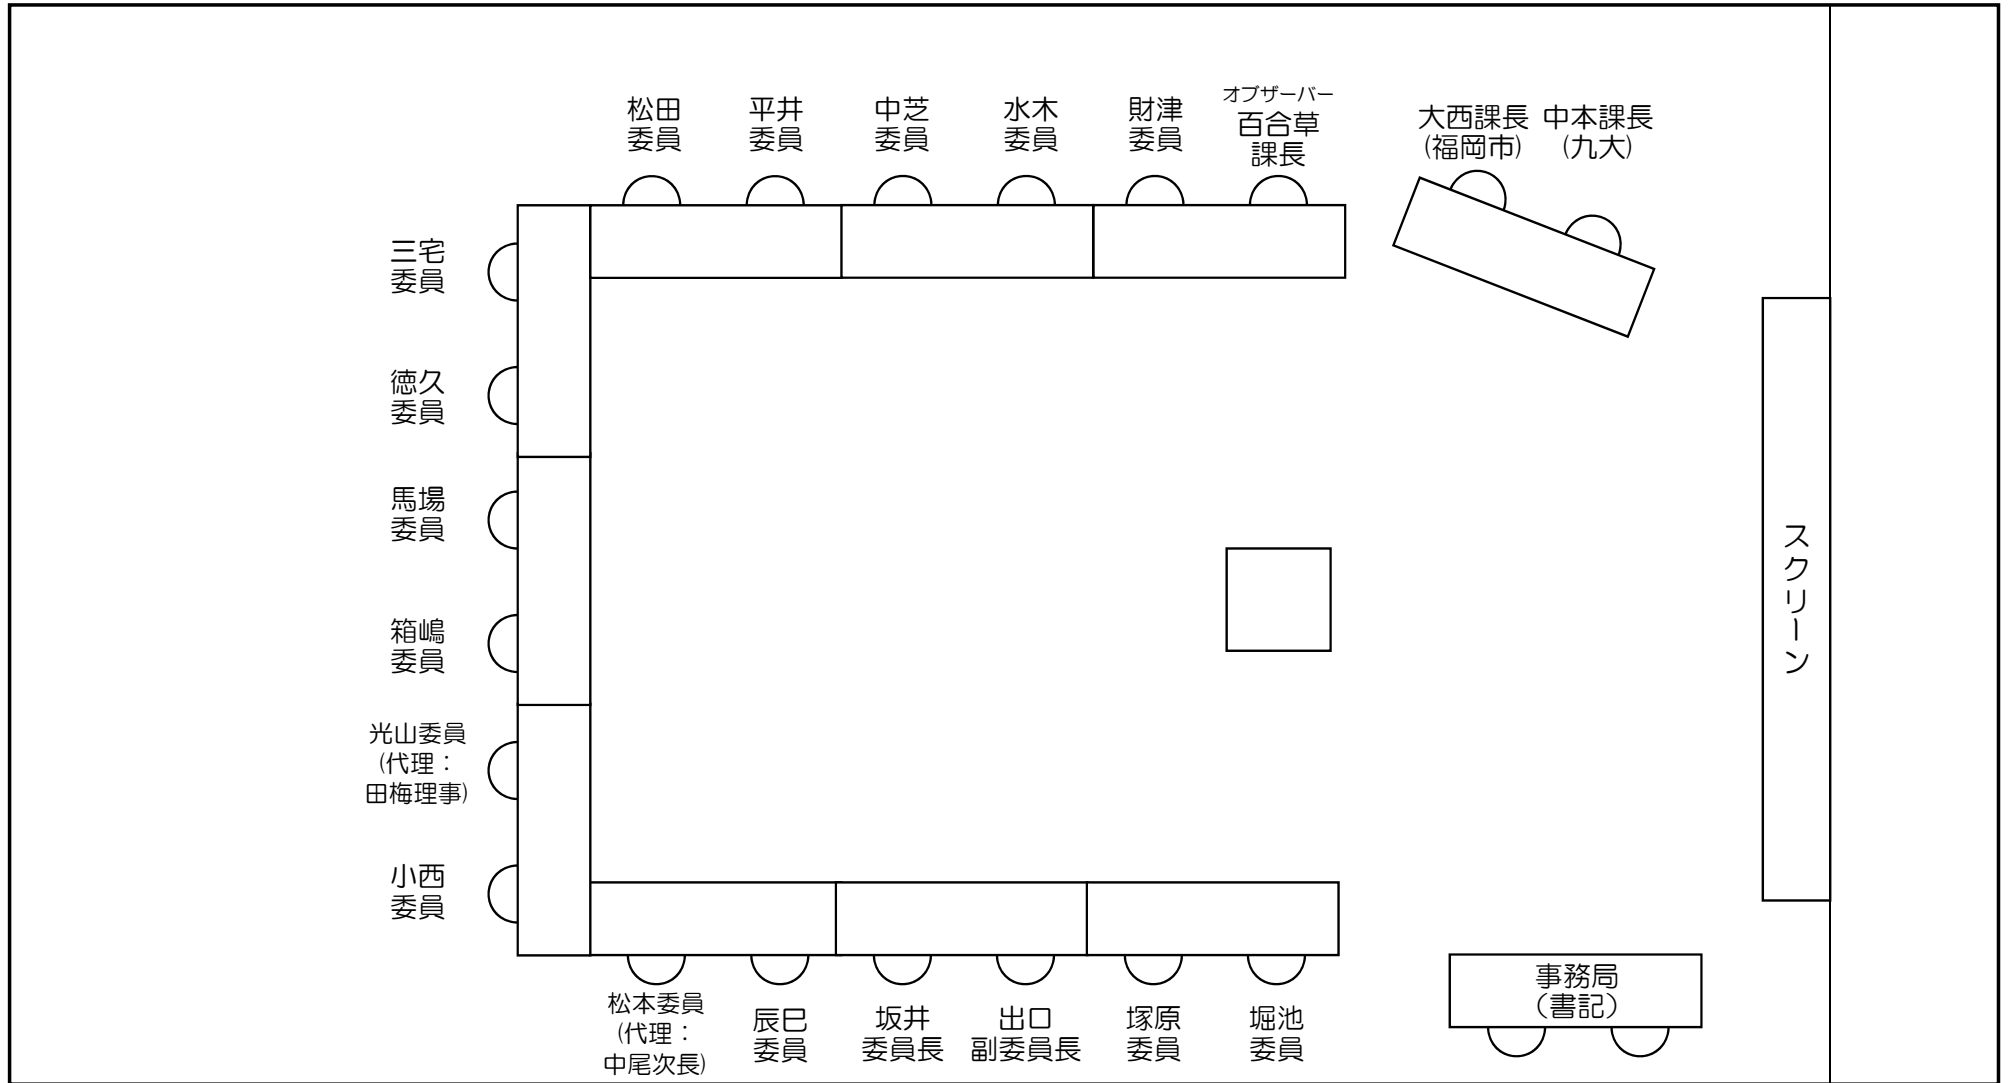 松田
委員
平井
委員
中芝
委員
水木
委員
財津
委員
オブザーバー
百合草
課長
大西課長
(福岡市)
中本課長
(九大)
三宅
委員
徳久
委員
馬場
委員
箱嶋
委員
光山委員
(代理：
田梅理事)
小西
委員
スクリーン
松本委員
(代理：
中尾次長)
辰巳
委員
坂井
委員長
出口
副委員長
塚原
委員
堀池
委員
事務局
（書記）